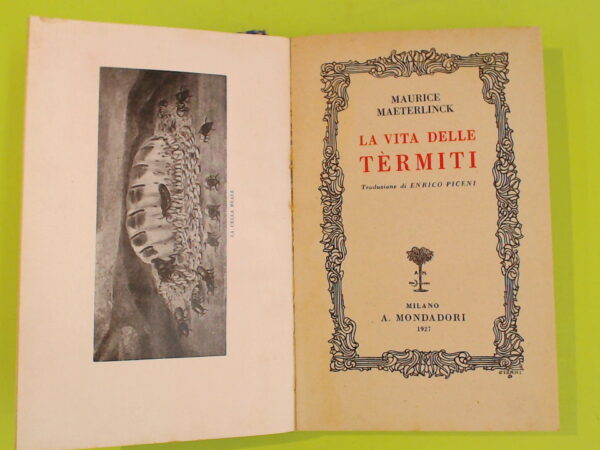 LA CELLA REALE
MAURICE
MAETERLINCK
LA VITA DELLE
TÈRMITI
Traduzione di ENRICO PICENI
MILANO
A. MONDADORI
1927